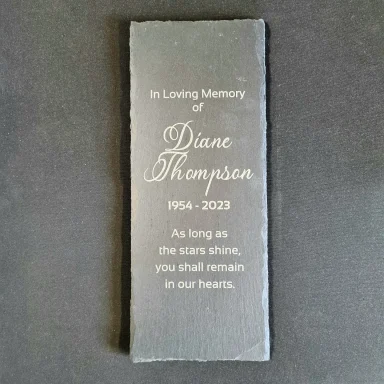 In Loving Memory
of
Diane
Thompson
1954 - 2023
As long as
the stars shine,
you shall remain
in our hearts.